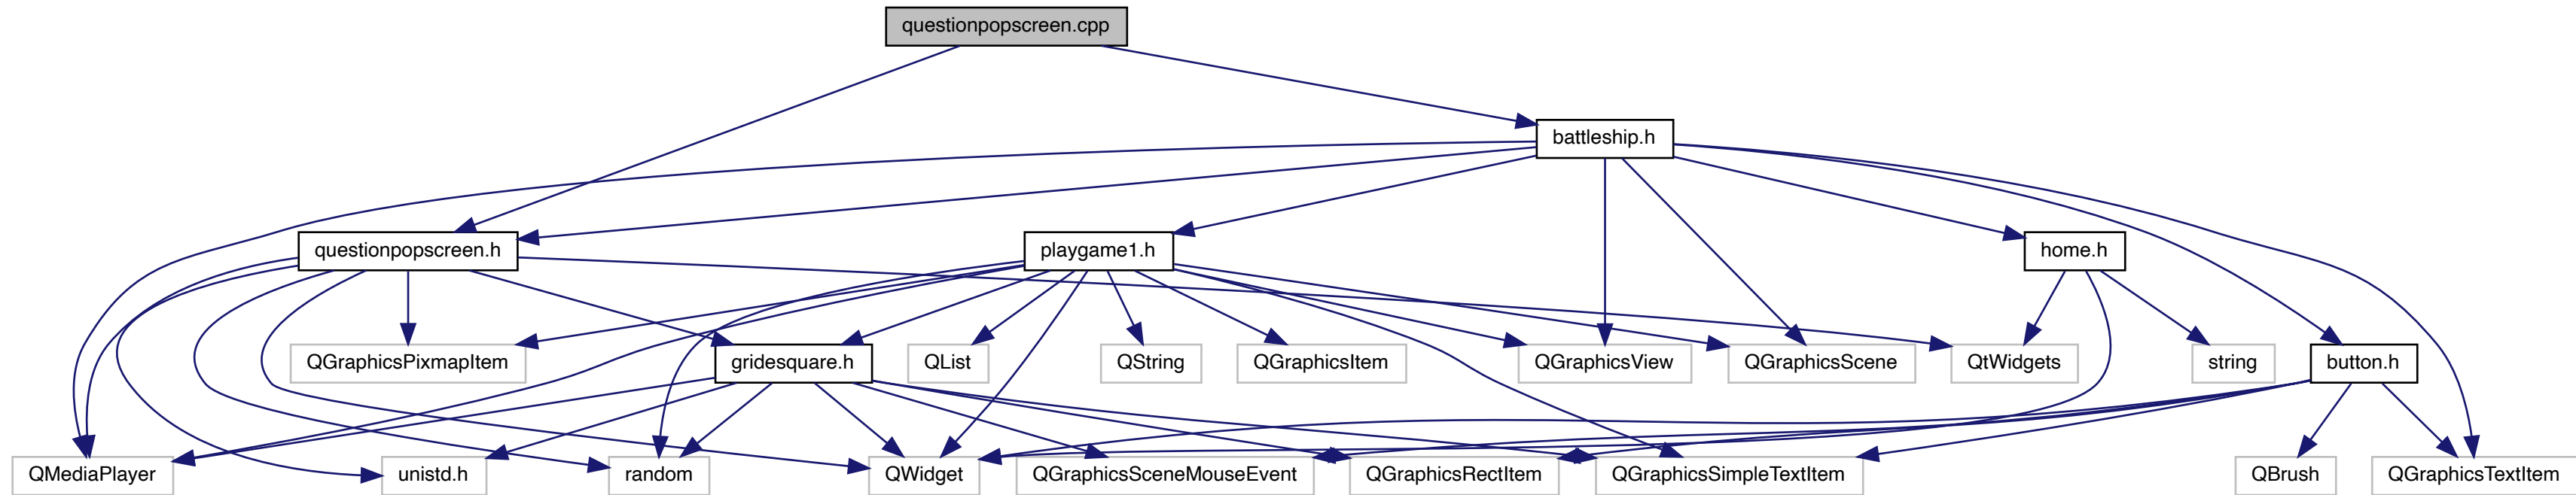 questionpopscreen.cpp
battleship.h
questionpopscreen.h
playgame1.h
home.h
QGraphicsPixmapItem
gridesquare.h
QList
QString
QGraphicsItem
QGraphicsView
QGraphicsScene
QtWidgets
string
button.h
QMediaPlayer
unistd.h
random
QWidget
QGraphicsSceneMouseEvent
QGraphicsRectItem
QGraphicsSimpleTextItem
QBrush
QGraphicsTextItem